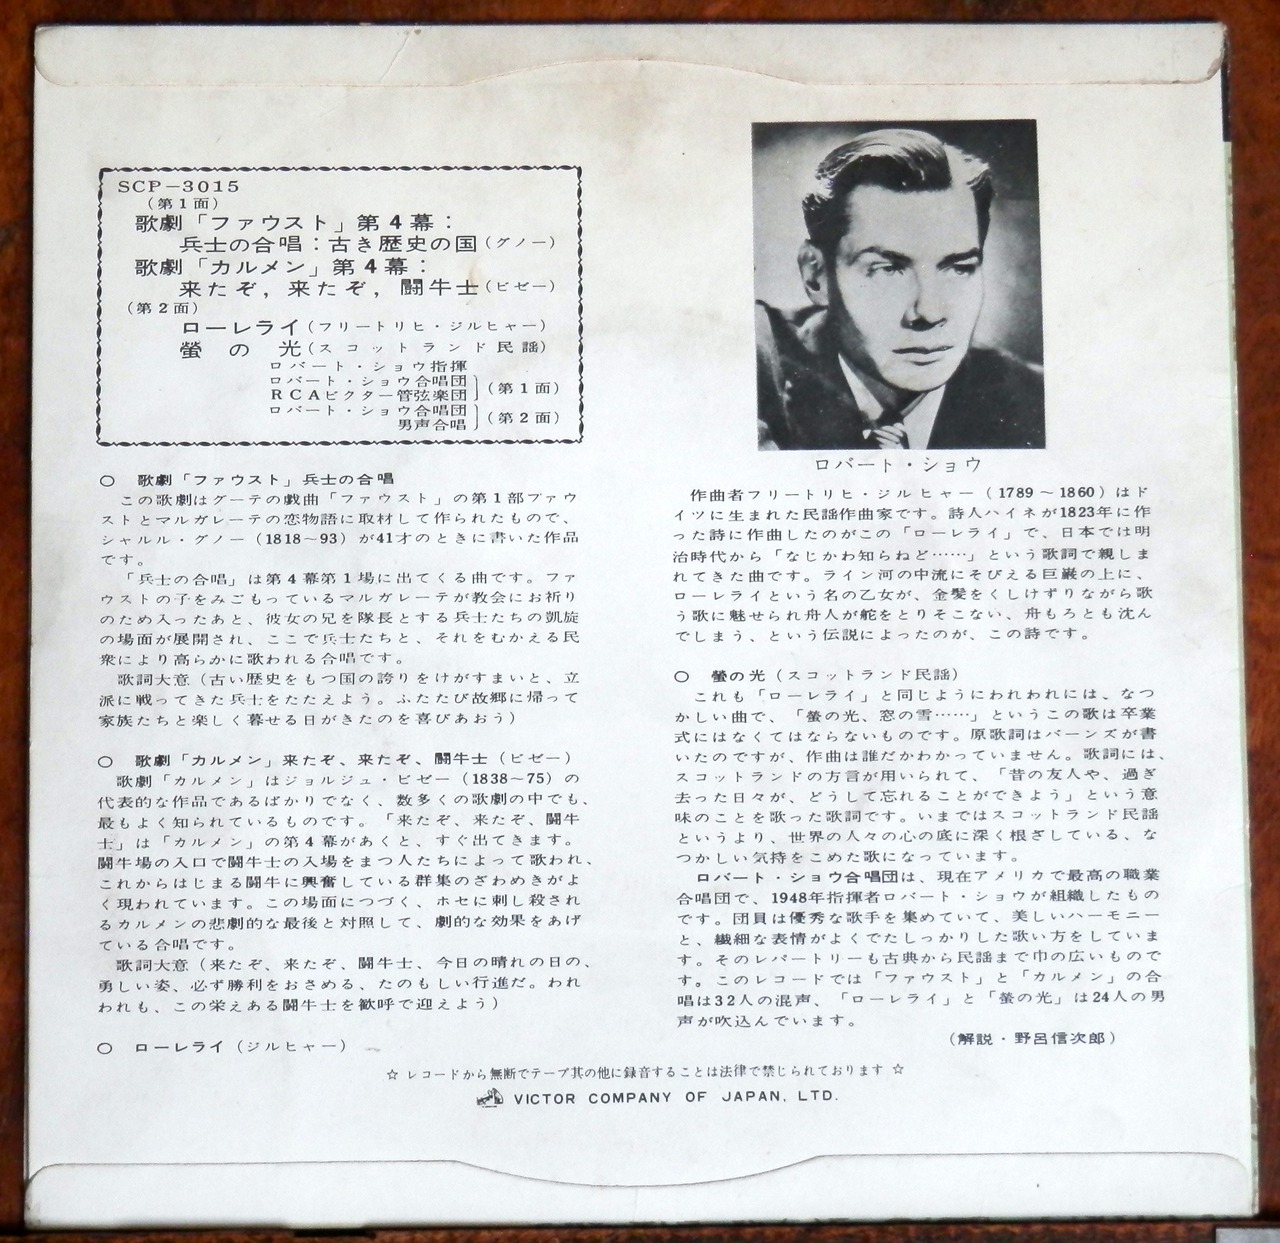 SCP-3015
（第1面）
歌劇「ファウスト」第4幕：
兵士の合唱：古き歴史の国（グノー）
歌劇「カルメン」第4幕：
来たぞ，来たぞ，闘牛士（ビゼー）
（第2面）
ローレライ（フリートリヒ・ジルヒャー）
螢の光（スコットランド民謡）
ロバート・ショウ指揮
ロバート・ショウ合唱団
RCAビクター管弦楽団
（第1面）
ロバート・ショウ合唱団
男声合唱
（第2面）
○ 歌劇「ファウスト」兵士の合唱
この歌劇はゲーテの戯曲「ファウスト」の第1部ファウ
ストとマルガレーテの恋物語に取材して作られたもので、
シャルル・グノー（1818〜93）が41才のときに書いた作品
です。
「兵士の合唱」は第4幕第1場に出てくる曲です。ファ
ウストの子をみごもっているマルガレーテが教会にお祈り
のため入ったあと、彼女の兄を隊長とする兵士たちの凱旋
の場面が展開され、ここで兵士たちと、それをむかえる民
衆により高らかに歌われる合唱です。
歌詞大意（古い歴史をもつ国の誇りをけがすまいと、立
派に戦ってきた兵士をたたえよう。ふたたび故郷に帰って
家族たちと楽しく暮せる日がきたのを喜びあおう）
○ 歌劇「カルメン」来たぞ、来たぞ、闘牛士（ビゼー）
歌劇「カルメン」はジョルジュ・ビゼー（1838〜75）の
代表的な作品であるばかりでなく、数多くの歌劇の中でも、
最もよく知られているものです。「来たぞ、来たぞ、闘牛
士」は「カルメン」の第4幕があくと、すぐ出てきます。
闘牛場の入口で闘牛士の入場をまつ人たちによって歌われ、
これからはじまる闘牛に興奮している群集のざわめきがよ
く現われています。この場面につづく、ホセに刺し殺され
るカルメンの悲劇的な最後と対照して、劇的な効果をあげ
ている合唱です。
歌詞大意（来たぞ、来たぞ、闘牛士、今日の晴れの日の、
勇しい姿、必ず勝利をおさめる、たのもしい行進だ。われ
われも、この栄えある闘牛士を歓呼で迎えよう）
○ ローレライ（ジルヒャー）
ロバート・ショウ
作曲者フリートリヒ・ジルヒャー（1789〜1860）はド
イツに生まれた民謡作曲家です。詩人ハイネが1823年に作
った詩に作曲したのがこの「ローレライ」で、日本では明
治時代から「なじかわ知らねど……」という歌詞で親しま
れてきた曲です。ライン河の中流にそびえる巨巌の上に、
ローレライという名の乙女が、金髪をくしけずりながら歌
う歌に魅せられ舟人が舵をとりそこない、舟もろとも沈ん
でしまう、という伝説によったのが、この詩です。
○ 螢の光（スコットランド民謡）
これも「ローレライ」と同じようにわれわれには、なつ
かしい曲で、「螢の光、窓の雪……」というこの歌は卒業
式にはなくてはならないものです。原歌詞はバーンズが書
いたのですが、作曲は誰だかわかっていません。歌詞には、
スコットランドの方言が用いられて、「昔の友人や、過ぎ
去った日々が、どうして忘れることができよう」という意
味のことを歌った歌詞です。いまではスコットランド民謡
というより、世界の人々の心の底に深く根ざしている、な
つかしい気持をこめた歌になっています。
ロバート・ショウ合唱団は、現在アメリカで最高の職業
合唱団で、1948年指揮者ロバート・ショウが組織したもの
です。団員は優秀な歌手を集めていて、美しいハーモニー
と、繊細な表情がよくでたしっかりした歌い方をしていま
す。そのレパートリーも古典から民謡まで巾の広いもので
す。このレコードでは「ファウスト」と「カルメン」の合
唱は32人の混声、「ローレライ」と「螢の光」は24人の男
声が吹込んでいます。
（解説・野呂信次郎）
☆ レコードから無断でテープ其の他に録音することは法律で禁じられております ☆
VICTOR COMPANY OF JAPAN, LTD.